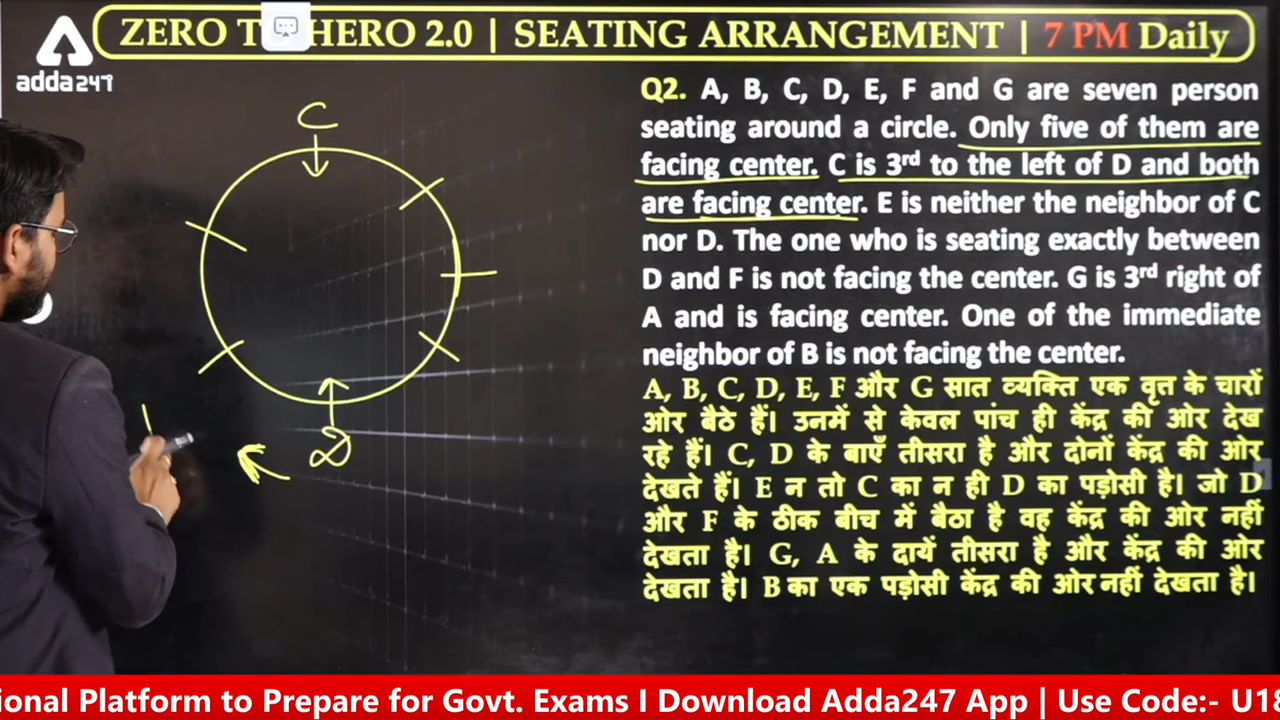 ZERO T HERO 2.0 | SEATING ARRANGEMENT | 7 PM Daily
adda247
C
D
Q2. A, B, C, D, E, F and G are seven person
seating around a circle. Only five of them are
facing center. C is 3rd to the left of D and both
are facing center. E is neither the neighbor of C
nor D. The one who is seating exactly between
D and F is not facing the center. G is 3rd right of
A and is facing center. One of the immediate
neighbor of B is not facing the center.
A, B, C, D, E, F और G सात व्यक्ति एक वृत्त के चारों
ओर बैठे हैं। उनमें से केवल पांच ही केंद्र की ओर देख
रहे हैं। C, D के बाएँ तीसरा है और दोनों केंद्र की ओर
देखते हैं। E न तो C का न ही D का पड़ोसी है। जो D
और F के ठीक बीच में बैठा है वह केंद्र की ओर नहीं
देखता है। G, A के दायें तीसरा है और केंद्र की ओर
देखता है। B का एक पड़ोसी केंद्र की ओर नहीं देखता है।
ional Platform to Prepare for Govt. Exams I Download Adda247 App | Use Code:- U18